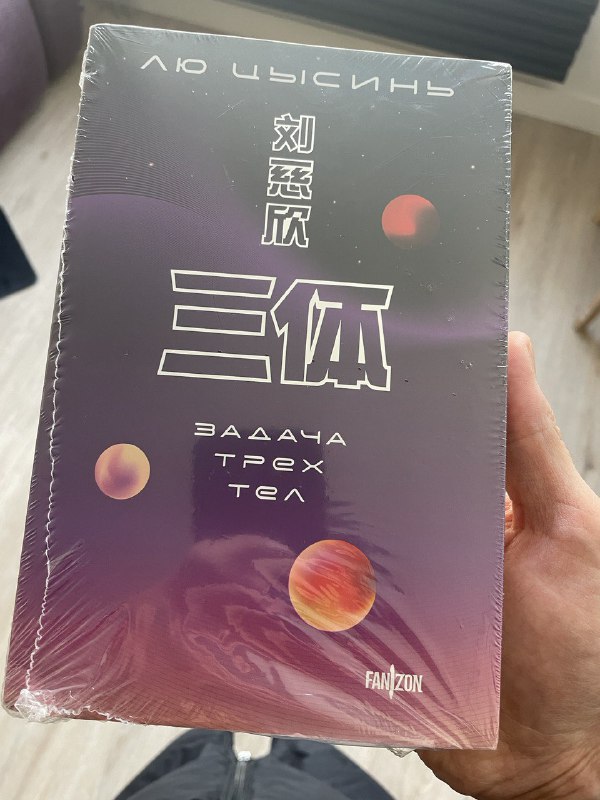 ЛЮ ЦЫСИНЬ
刘
慈
欣
三体
ЗАДАЧА
ТРЕХ
ТЕЛ
FANZON